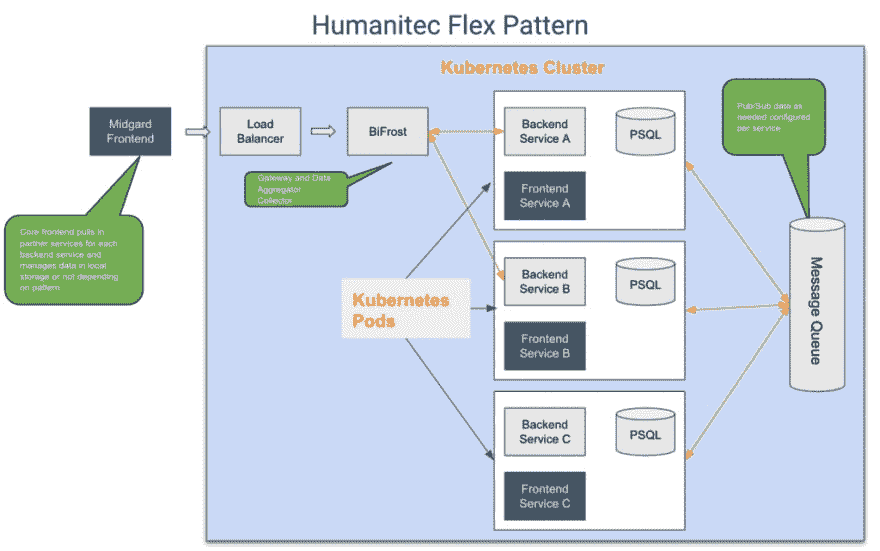 Humanitec Flex Pattern
Kubernetes Cluster
Midgard
Frontend
Load
Balancer
BiFrost
Backend
Service A
PSQL
Frontend
Service A
Pub/Sub data as
needed configured
per service
Gateway and Data
Aggregator
Collector
Core frontend pulls in
partner services for each
backend service and
manages data in local
storage or not depending
on pattern
Kubernetes
Pods
Backend
Service B
PSQL
Frontend
Service B
Message Queue
Backend
Service C
PSQL
Frontend
Service C